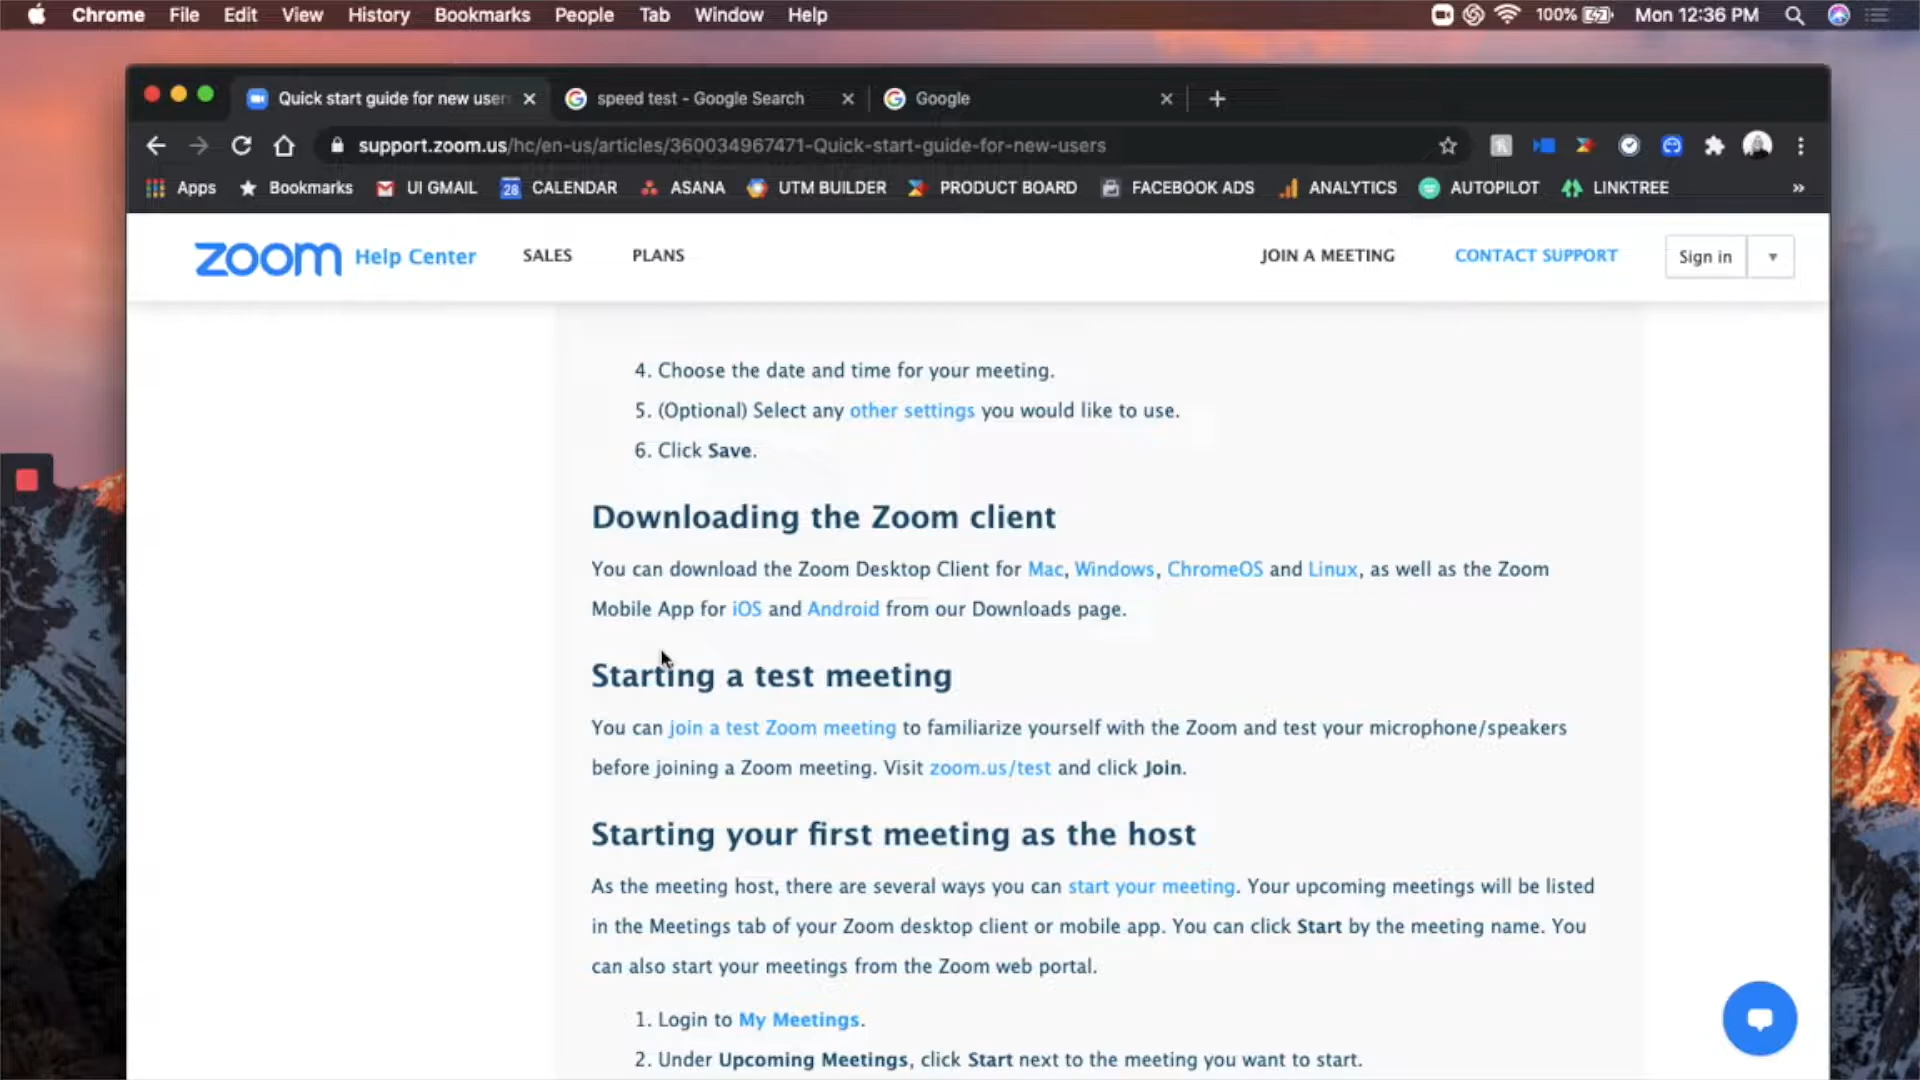 Chrome File Edit View History Bookmarks People Tab Window Help 100% Mon 12:36 PM
Quick start guide for new user speed test - Google Search Google
support.zoom.us/hc/en-us/articles/360034967471-Quick-start-guide-for-new-users
Apps Bookmarks UI GMAIL 28 CALENDAR ASANA UTM BUILDER PRODUCT BOARD FACEBOOK ADS ANALYTICS AUTOPILOT LINKTREE »
zoom Help Center SALES PLANS JOIN A MEETING CONTACT SUPPORT Sign in
4. Choose the date and time for your meeting.
5. (Optional) Select any other settings you would like to use.
6. Click Save.
Downloading the Zoom client
You can download the Zoom Desktop Client for Mac, Windows, ChromeOS and Linux, as well as the Zoom
Mobile App for iOS and Android from our Downloads page.
Starting a test meeting
You can join a test Zoom meeting to familiarize yourself with the Zoom and test your microphone/speakers
before joining a Zoom meeting. Visit zoom.us/test and click Join.
Starting your first meeting as the host
As the meeting host, there are several ways you can start your meeting. Your upcoming meetings will be listed
in the Meetings tab of your Zoom desktop client or mobile app. You can click Start by the meeting name. You
can also start your meetings from the Zoom web portal.
1. Login to My Meetings.
2. Under Upcoming Meetings, click Start next to the meeting you want to start.